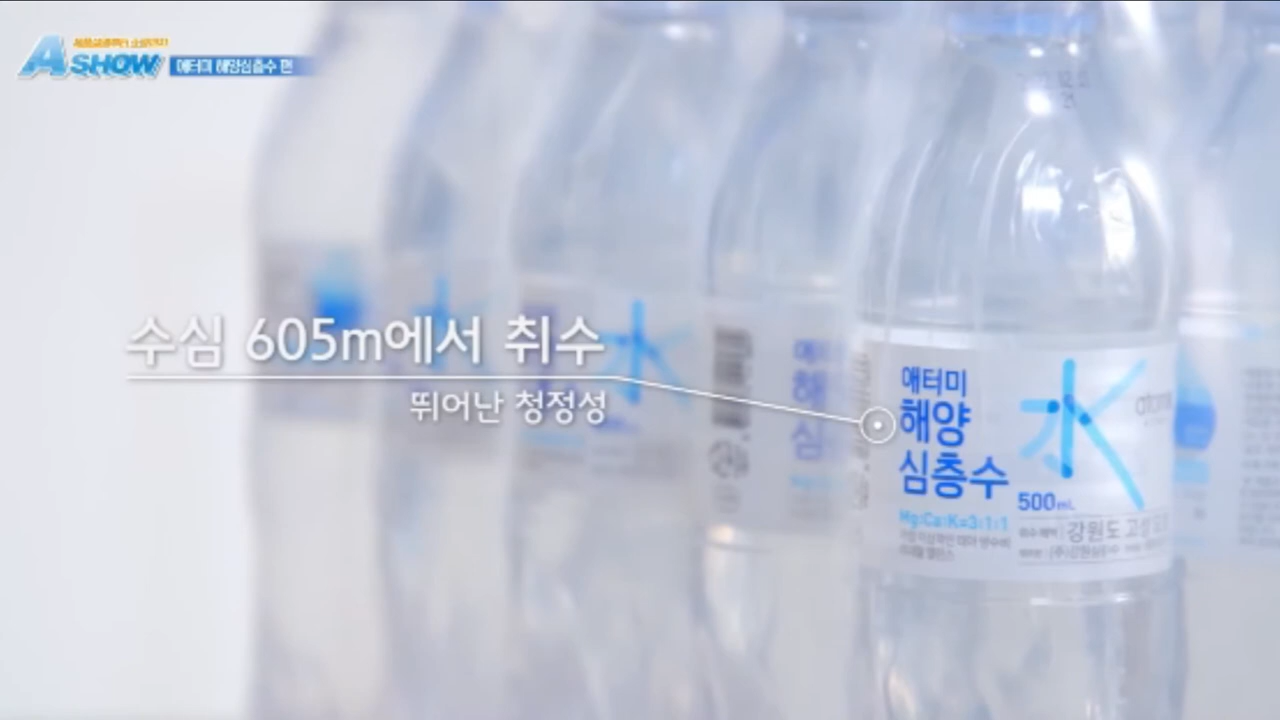 A SHOW
애터미 해양심층수 편
수심 605m에서 취수
뛰어난 청정성
애터미
해양
심층수
水
atomy
500mL
Mg:Ca:K=3:1:1
강원도 고성